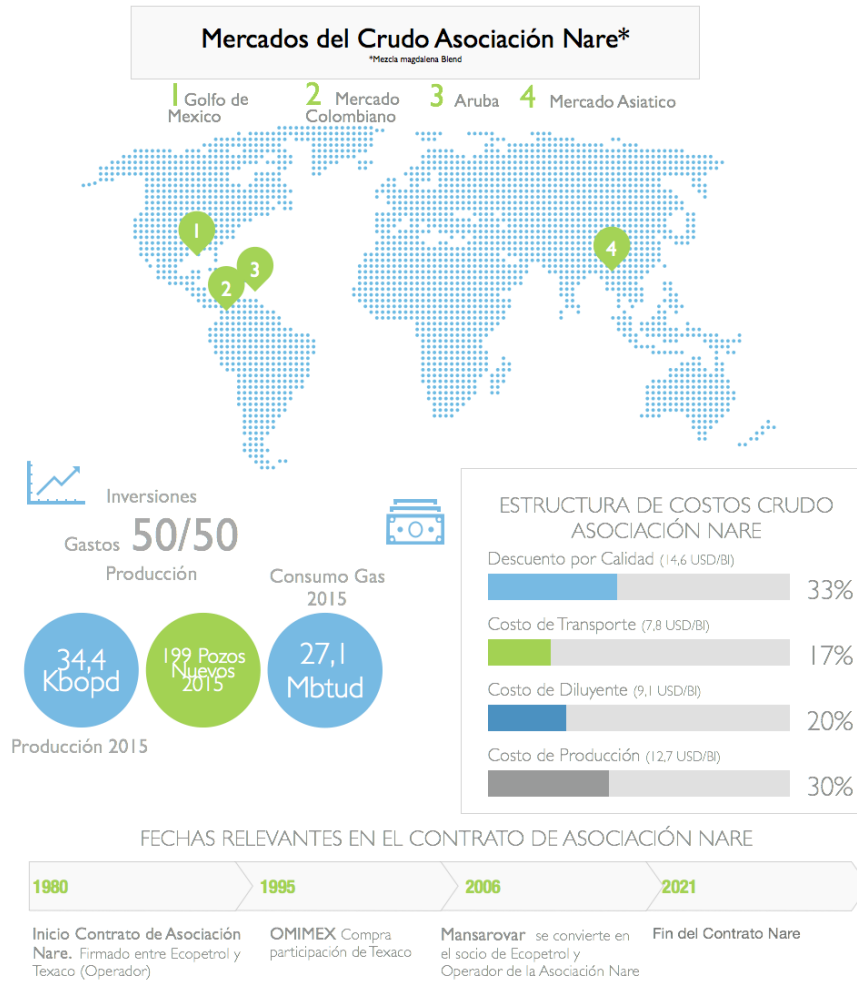 Mercados del Crudo Asociación Nare*
*Mezcla magdalena Blend
1 Golfo de
Mexico
2 Mercado
Colombiano
3 Aruba
4 Mercado Asiatico
1
2
3
4
Inversiones
Gastos 50/50
Producción
Consumo Gas
2015
34,4
Kbopd
199 Pozos
Nuevos
2015
27,1
Mbtud
Producción 2015
ESTRUCTURA DE COSTOS CRUDO
ASOCIACIÓN NARE
Descuento por Calidad (14,6 USD/Bl)
33%
Costo de Transporte (7,8 USD/Bl)
17%
Costo de Diluyente (9,1 USD/Bl)
20%
Costo de Producción (12,7 USD/Bl)
30%
FECHAS RELEVANTES EN EL CONTRATO DE ASOCIACIÓN NARE
1980
1995
2006
2021
Inicio Contrato de Asociación
Nare. Firmado entre Ecopetrol y
Texaco (Operador)
OMIMEX Compra
participación de Texaco
Mansarovar se convierte en
el socio de Ecopetrol y
Operador de la Asociación Nare
Fin del Contrato Nare